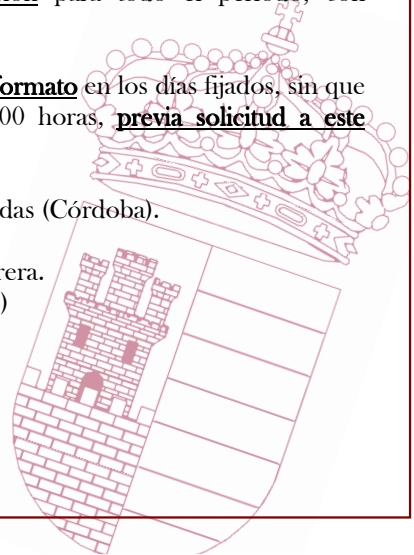 para todo el período, con
formato en los días fijados, sin que
00 horas, previa solicitud a este
das (Córdoba).
rera.
)